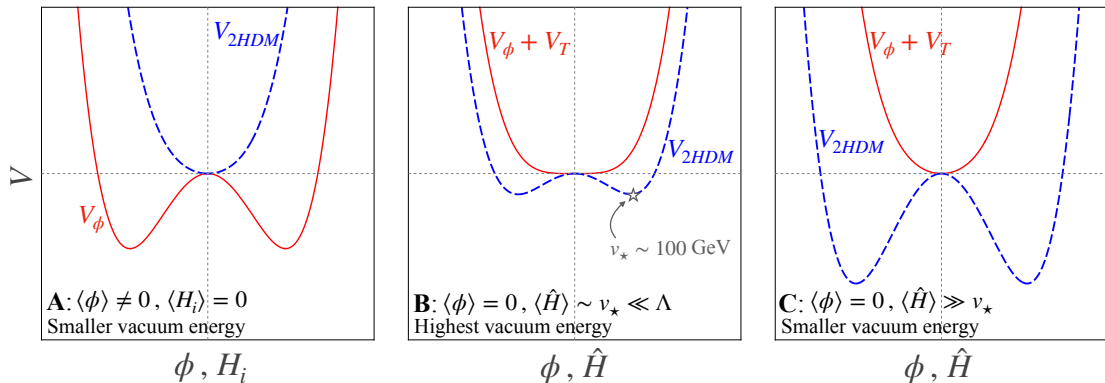 V
V_{2HDM}
V_ϕ
A: ⟨ϕ⟩ ≠ 0 , ⟨H_i⟩ = 0
Smaller vacuum energy
ϕ , H_i
V_ϕ + V_T
V_{2HDM}
v_⋆ ∼ 100 GeV
B: ⟨ϕ⟩ = 0 , ⟨Ĥ⟩ ∼ v_⋆ ≪ Λ
Highest vacuum energy
ϕ , Ĥ
V_ϕ + V_T
V_{2HDM}
C: ⟨ϕ⟩ = 0 , ⟨Ĥ⟩ ≫ v_⋆
Smaller vacuum energy
ϕ , Ĥ